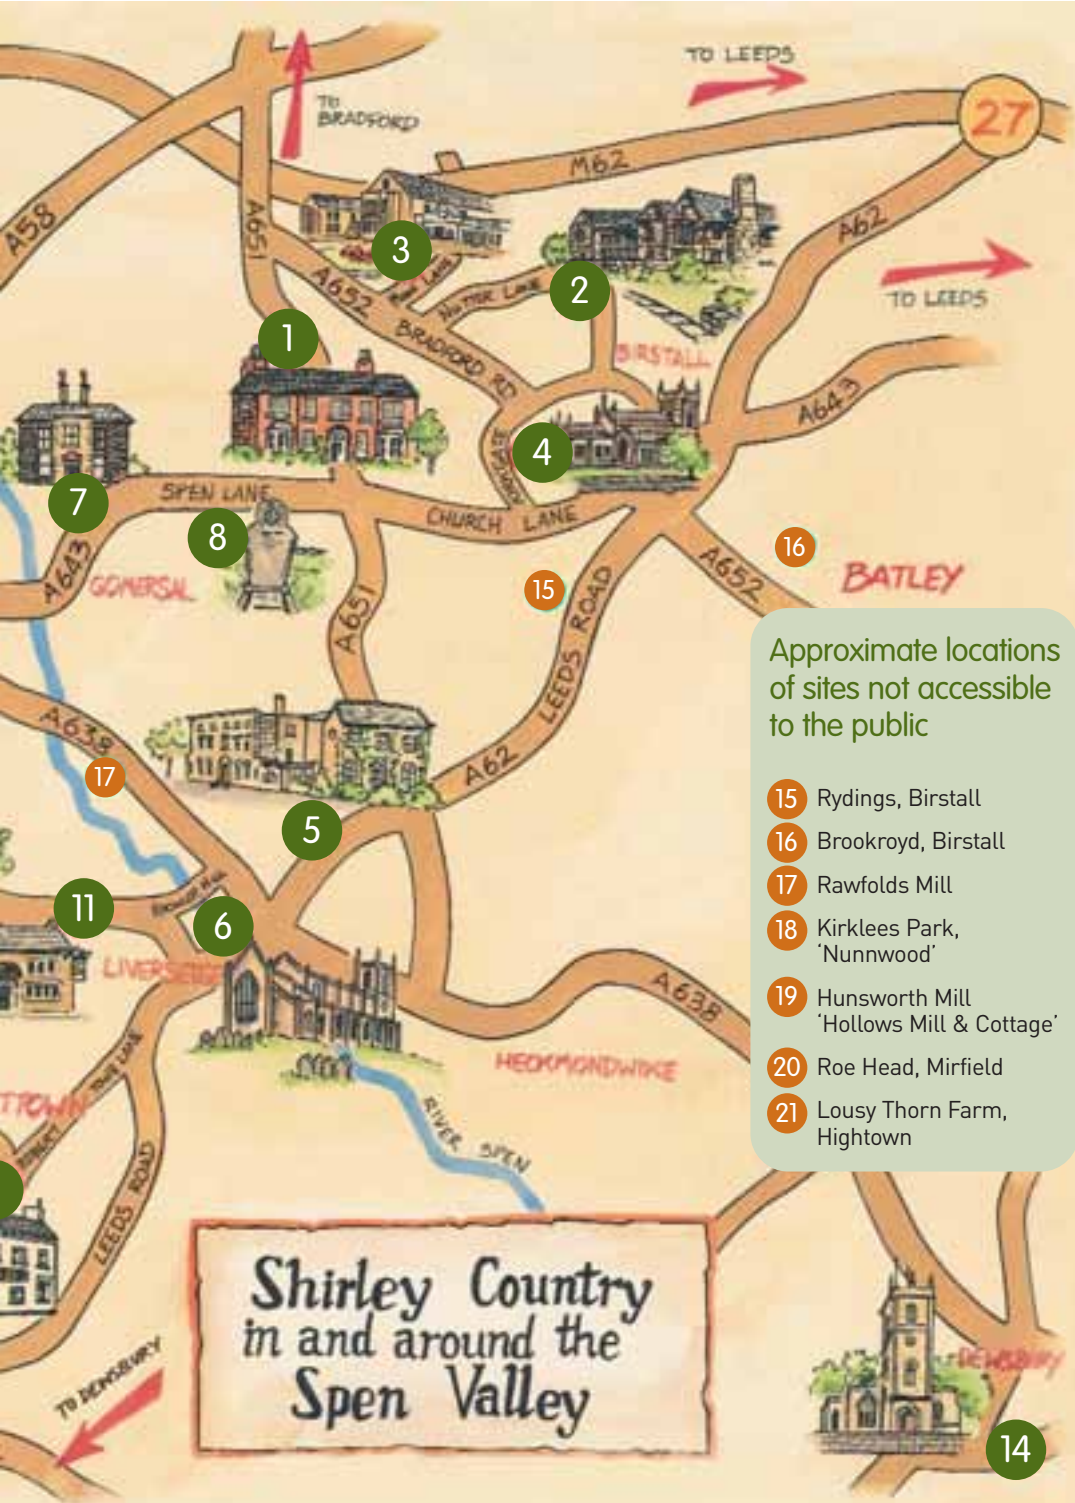 TO LEEDS
TO
BRADFORD
27
M62
A58
A651
A62
3
TO LEEDS
A652
NUTTER LANE
2
1
BRADFORD RD
BIRSTALL
A643
4
7
SPEN LANE
CHURCH LANE
8
A643
GOMERSAL
A651
15
LEEDS ROAD
A652
16
BATLEY
A638
17
A62
5
11
6
LIVERSEDGE
A638
HECKMONDWIKE
RIVER SPEN
LEEDS ROAD
TO DEWSBURY
Approximate locations
of sites not accessible
to the public
15 Rydings, Birstall
16 Brookroyd, Birstall
17 Rawfolds Mill
18 Kirklees Park,
‘Nunnwood’
19 Hunsworth Mill
‘Hollows Mill & Cottage’
20 Roe Head, Mirfield
21 Lousy Thorn Farm,
Hightown
Shirley Country
in and around the
Spen Valley
DEWSBURY
14